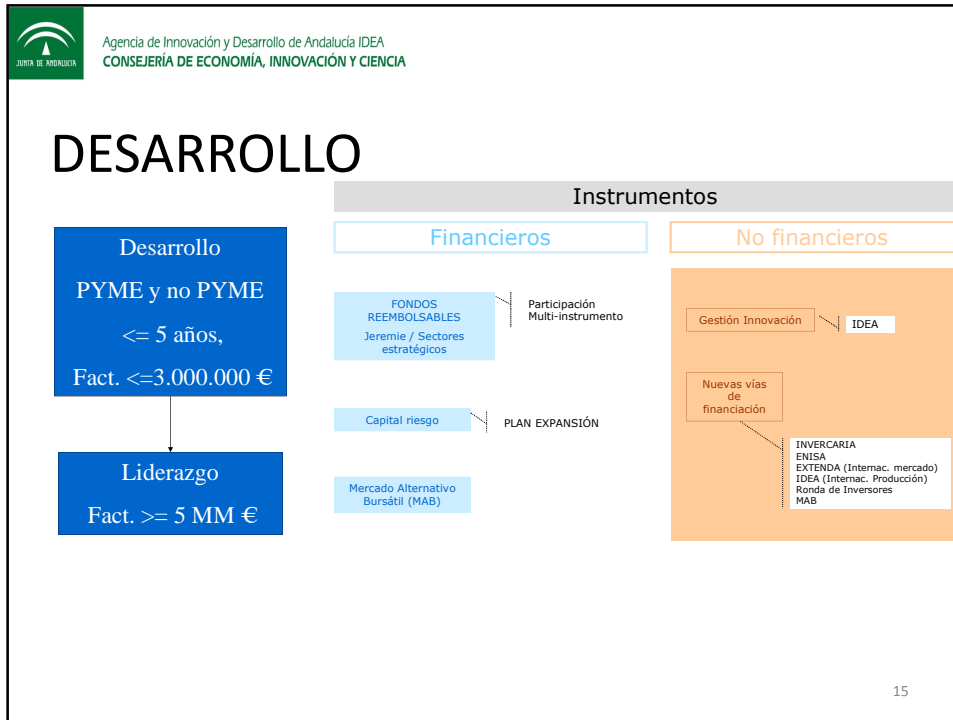 JUNTA DE ANDALUCIA
Agencia de Innovación y Desarrollo de Andalucía IDEA
CONSEJERÍA DE ECONOMÍA, INNOVACIÓN Y CIENCIA
DESARROLLO
Instrumentos
Financieros
No financieros
Desarrollo
PYME y no PYME
<= 5 años,
Fact. <=3.000.000 €
Liderazgo
Fact. >= 5 MM €
FONDOS
REEMBOLSABLES
Jeremie / Sectores
estratégicos
Participación
Multi-instrumento
Capital riesgo
PLAN EXPANSIÓN
Mercado Alternativo
Bursátil (MAB)
Gestión Innovación
IDEA
Nuevas vías
de
financiación
INVERCARIA
ENISA
EXTENDA (Internac. mercado)
IDEA (Internac. Producción)
Ronda de Inversores
MAB
15